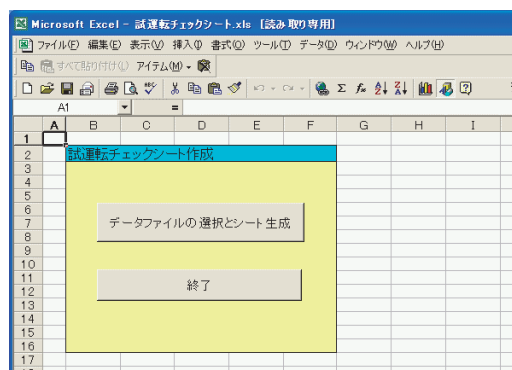 Microsoft Excel - 試運転チェックシート.xls [読み取り専用]
ファイル(F) 編集(E) 表示(V) 挿入(I) 書式(O) ツール(T) データ(D) ウィンドウ(W) ヘルプ(H)
すべて貼り付け(L) アイテム(M)
A1 =
A B C D E F G H I
1
2 試運転チェックシート作成
3
4
5
6
7 データファイルの選択とシート生成
8
9
10
11
12 終了
13
14
15
16
17